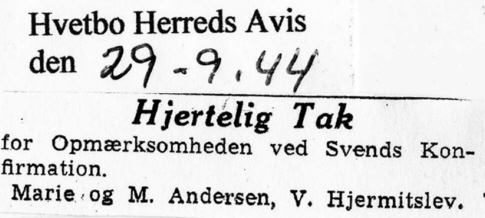 Hvetbo Herreds Avis
den 29-9.44
Hjertelig Tak
for Opmærksomheden ved Svends Kon-
firmation.
Marie og M. Andersen, V. Hjermitslev.